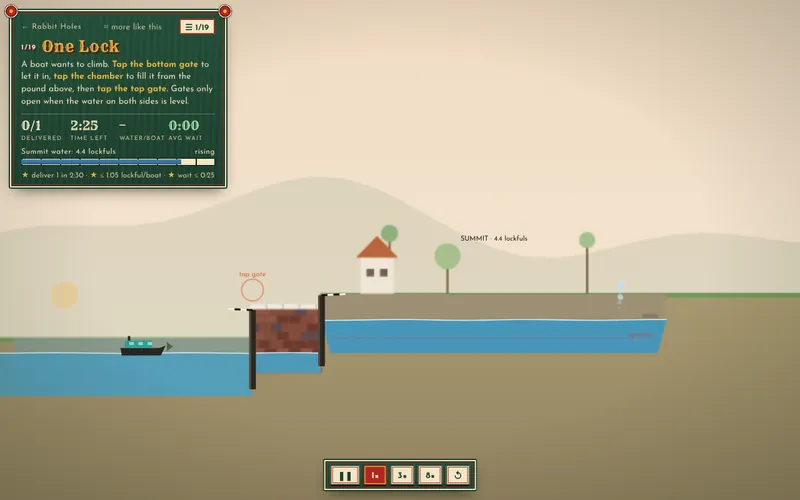 ← Rabbit Holes
= more like this
☰ 1/19
1/19 One Lock
A boat wants to climb. Tap the bottom gate to
let it in, tap the chamber to fill it from the
pound above, then tap the top gate. Gates only
open when the water on both sides is level.
0/1 2:25 – 0:00
DELIVERED TIME LEFT WATER/BOAT AVG WAIT
Summit water: 4.4 lockfuls rising
★ deliver 1 in 2:30 · ★ ≤ 1.05 lockful/boat · ★ wait ≤ 0:25
SUMMIT · 4.4 lockfuls
tap gate
1× 3× 8×